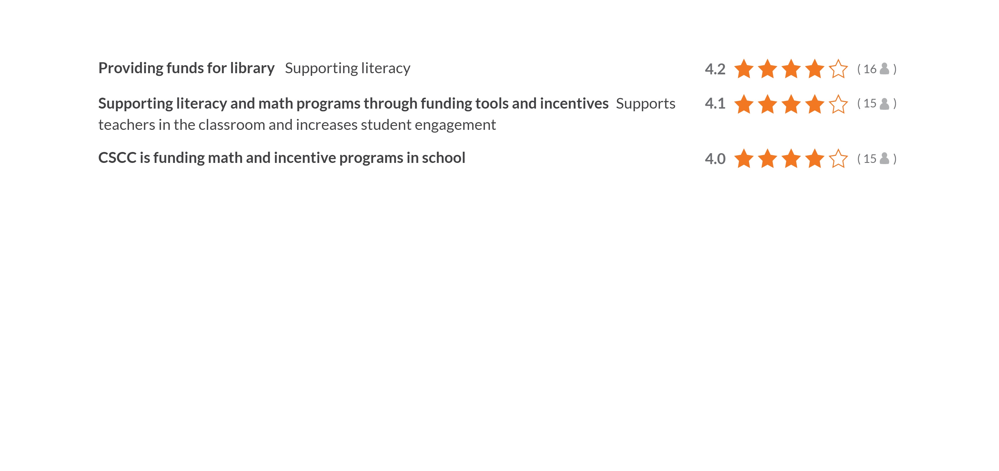 Providing funds for library Supporting literacy 4.2 ( 16 )
Supporting literacy and math programs through funding tools and incentives Supports 4.1 ( 15 )
teachers in the classroom and increases student engagement
CSCC is funding math and incentive programs in school 4.0 ( 15 )